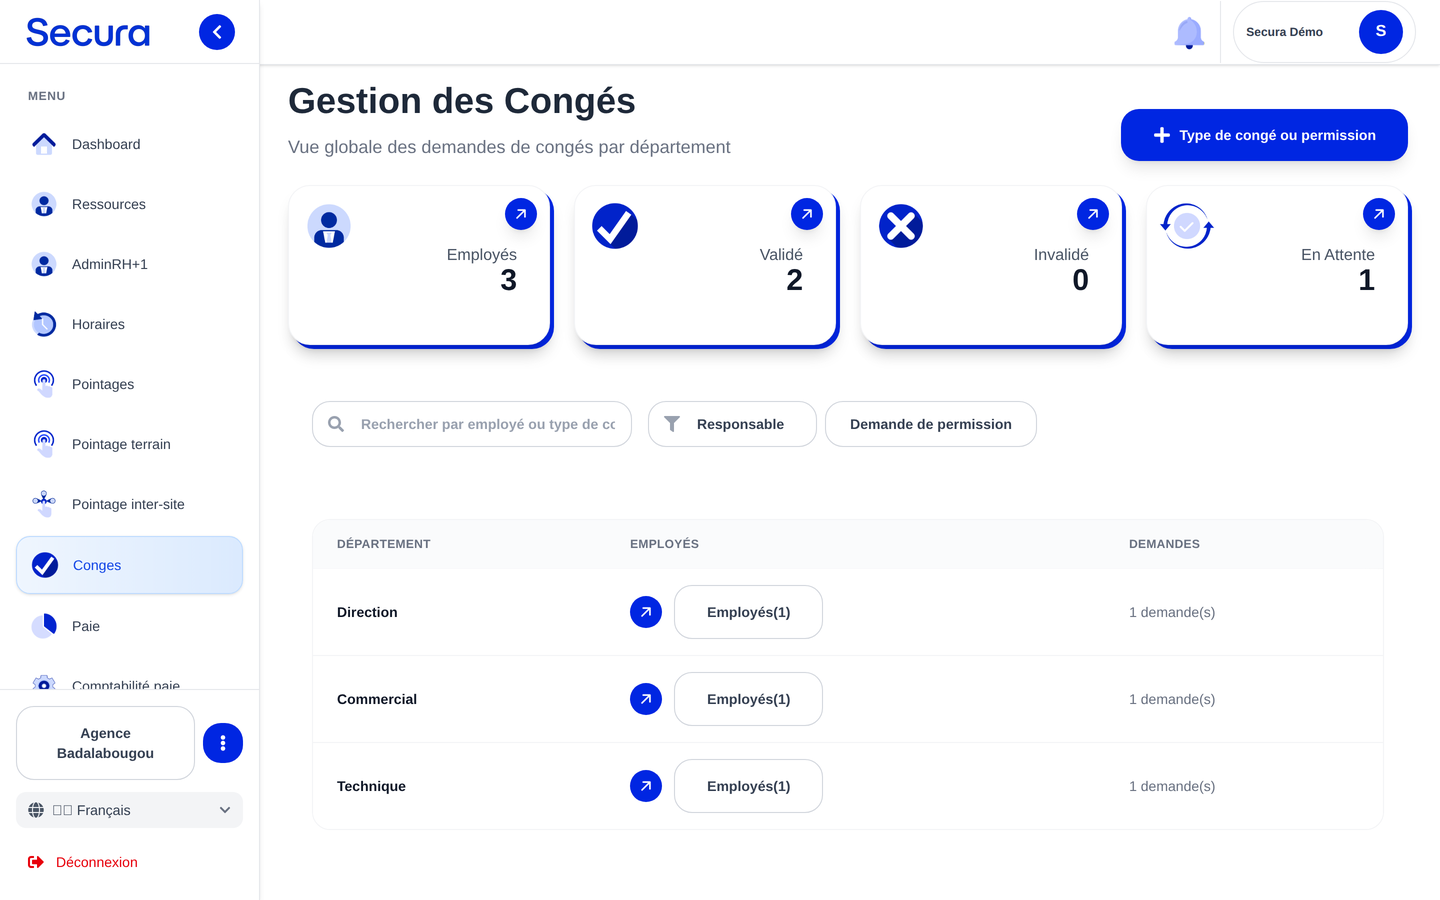 Secura
Secura Démo
S
MENU
Dashboard
Ressources
AdminRH+1
Horaires
Pointages
Pointage terrain
Pointage inter-site
Conges
Paie
Comptabilité paie
Agence
Badalabougou
Français
Déconnexion
Gestion des Congés
Vue globale des demandes de congés par département
Type de congé ou permission
Employés
3
Validé
2
Invalidé
0
En Attente
1
Rechercher par employé ou type de cc
Responsable
Demande de permission
DÉPARTEMENT EMPLOYÉS DEMANDES
Direction Employés(1) 1 demande(s)
Commercial Employés(1) 1 demande(s)
Technique Employés(1) 1 demande(s)